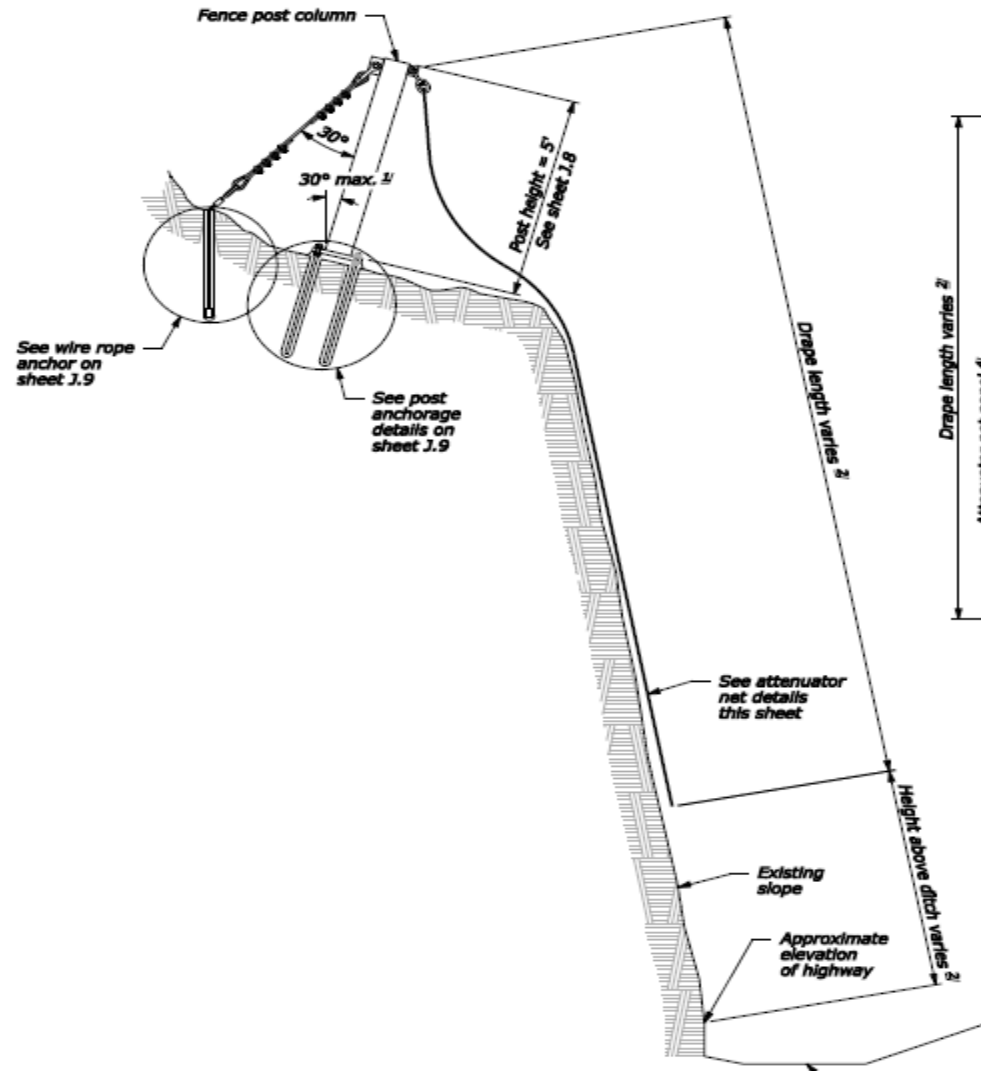 Fence post column
30°
30° max. 1/
Post height = 5'
See sheet J.8
See wire rope
anchor on
sheet J.9
See post
anchorage
details on
sheet J.9
Drape length varies 2/
Drape length varies 2/
See attenuator
net details
this sheet
Height above ditch varies 2/
Existing
slope
Approximate
elevation
of highway